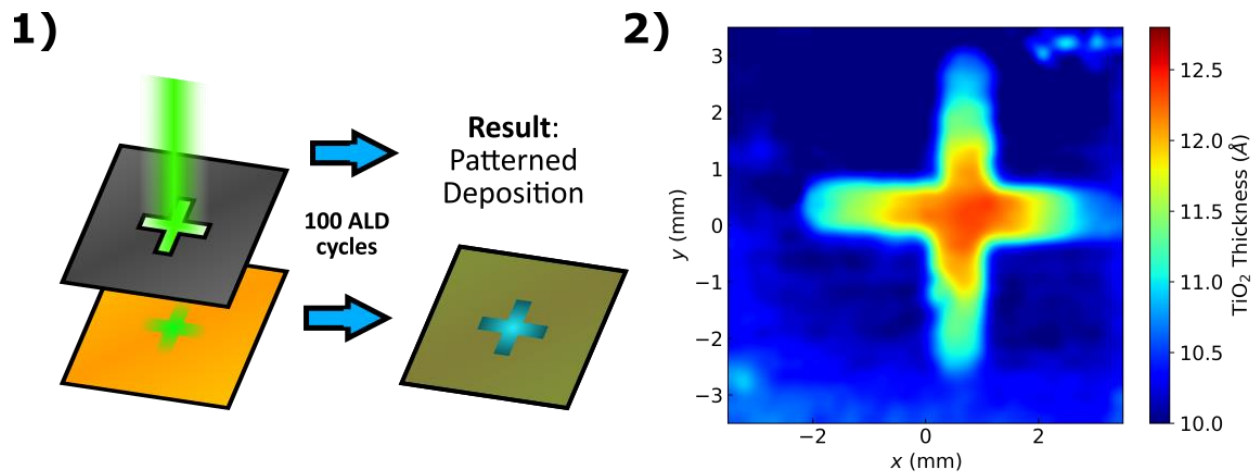 1)
Result:
Patterned
Deposition
100 ALD
cycles
2)
3
2
1
0
−1
−2
−3
y (mm)
−2
0
2
x (mm)
12.5
12.0
11.5
11.0
10.5
10.0
TiO₂ Thickness (Å)